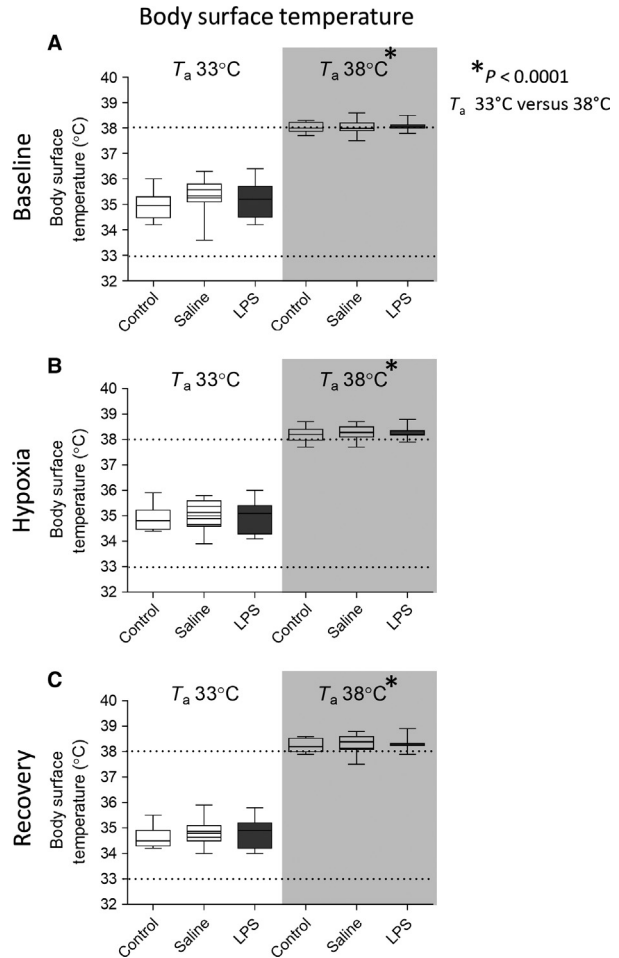 Body surface temperature
A
Tₐ 33°C
Tₐ 38°C*
*P < 0.0001
Tₐ 33°C versus 38°C
Baseline
Body surface
temperature (°C)
40
39
38
37
36
35
34
33
32
Control
Saline
LPS
Control
Saline
LPS
B
Tₐ 33°C
Tₐ 38°C*
Hypoxia
Body surface
temperature (°C)
40
39
38
37
36
35
34
33
32
Control
Saline
LPS
Control
Saline
LPS
C
Tₐ 33°C
Tₐ 38°C*
Recovery
Body surface
temperature (°C)
40
39
38
37
36
35
34
33
32
Control
Saline
LPS
Control
Saline
LPS